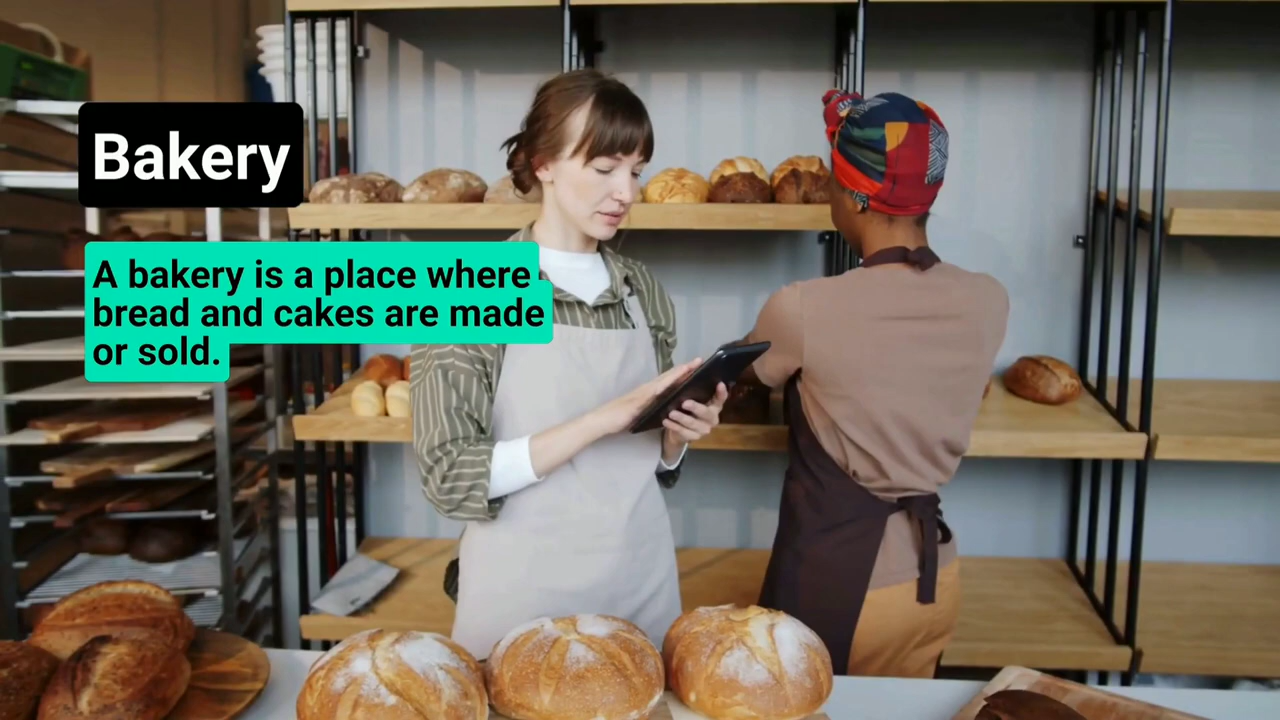 Bakery
A bakery is a place where
bread and cakes are made
or sold.